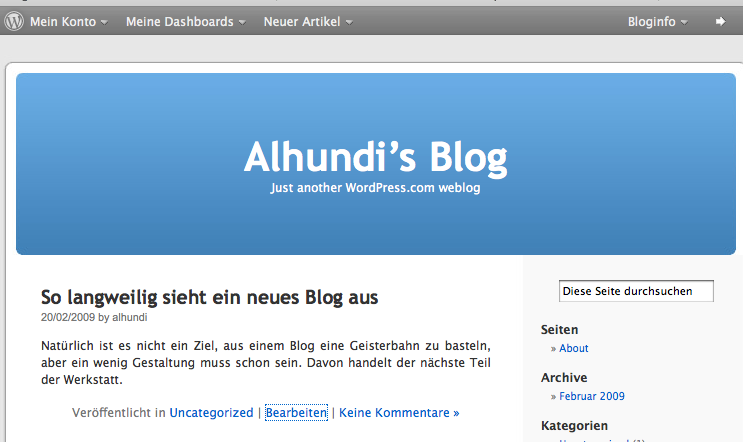 Mein Konto Meine Dashboards Neuer Artikel Bloginfo
Alhundi's Blog
Just another WordPress.com weblog
So langweilig sieht ein neues Blog aus
20/02/2009 by alhundi
Natürlich ist es nicht ein Ziel, aus einem Blog eine Geisterbahn zu basteln,
aber ein wenig Gestaltung muss schon sein. Davon handelt der nächste Teil
der Werkstatt.
Veröffentlicht in Uncategorized | Bearbeiten | Keine Kommentare »
Diese Seite durchsuchen
Seiten
» About
Archive
» Februar 2009
Kategorien